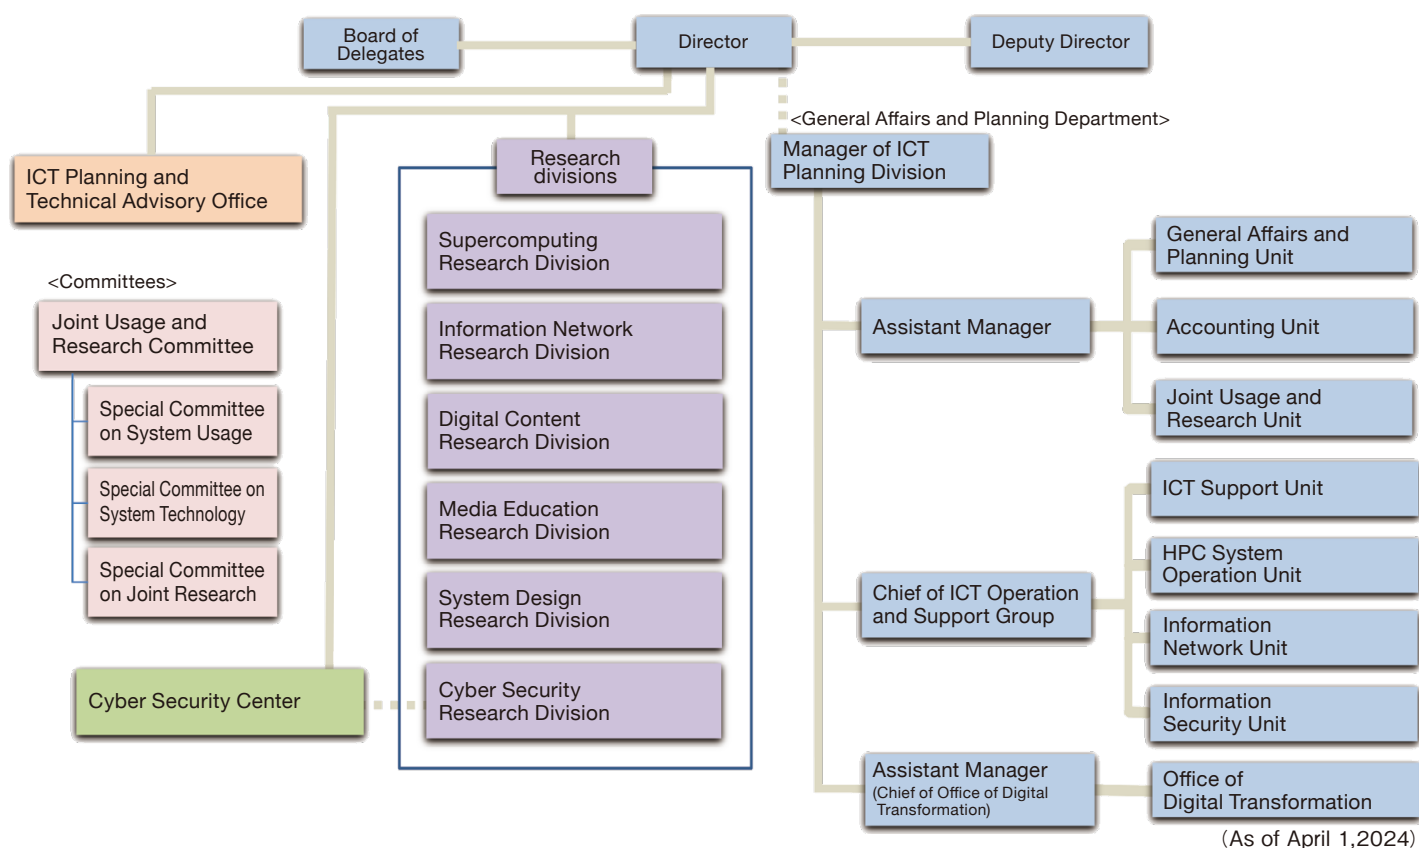 Board of
Delegates
Director
Deputy Director
<General Affairs and Planning Department>
Manager of ICT
Planning Division
ICT Planning and
Technical Advisory Office
Research
divisions
Supercomputing
Research Division
Information Network
Research Division
Digital Content
Research Division
Media Education
Research Division
System Design
Research Division
Cyber Security
Research Division
<Committees>
Joint Usage and
Research Committee
Special Committee
on System Usage
Special Committee on
System Technology
Special Committee
on Joint Research
Cyber Security Center
Assistant Manager
General Affairs and
Planning Unit
Accounting Unit
Joint Usage and
Research Unit
Chief of ICT Operation
and Support Group
ICT Support Unit
HPC System
Operation Unit
Information
Network Unit
Information
Security Unit
Assistant Manager
(Chief of Office of Digital
Transformation)
Office of
Digital Transformation
(As of April 1,2024)